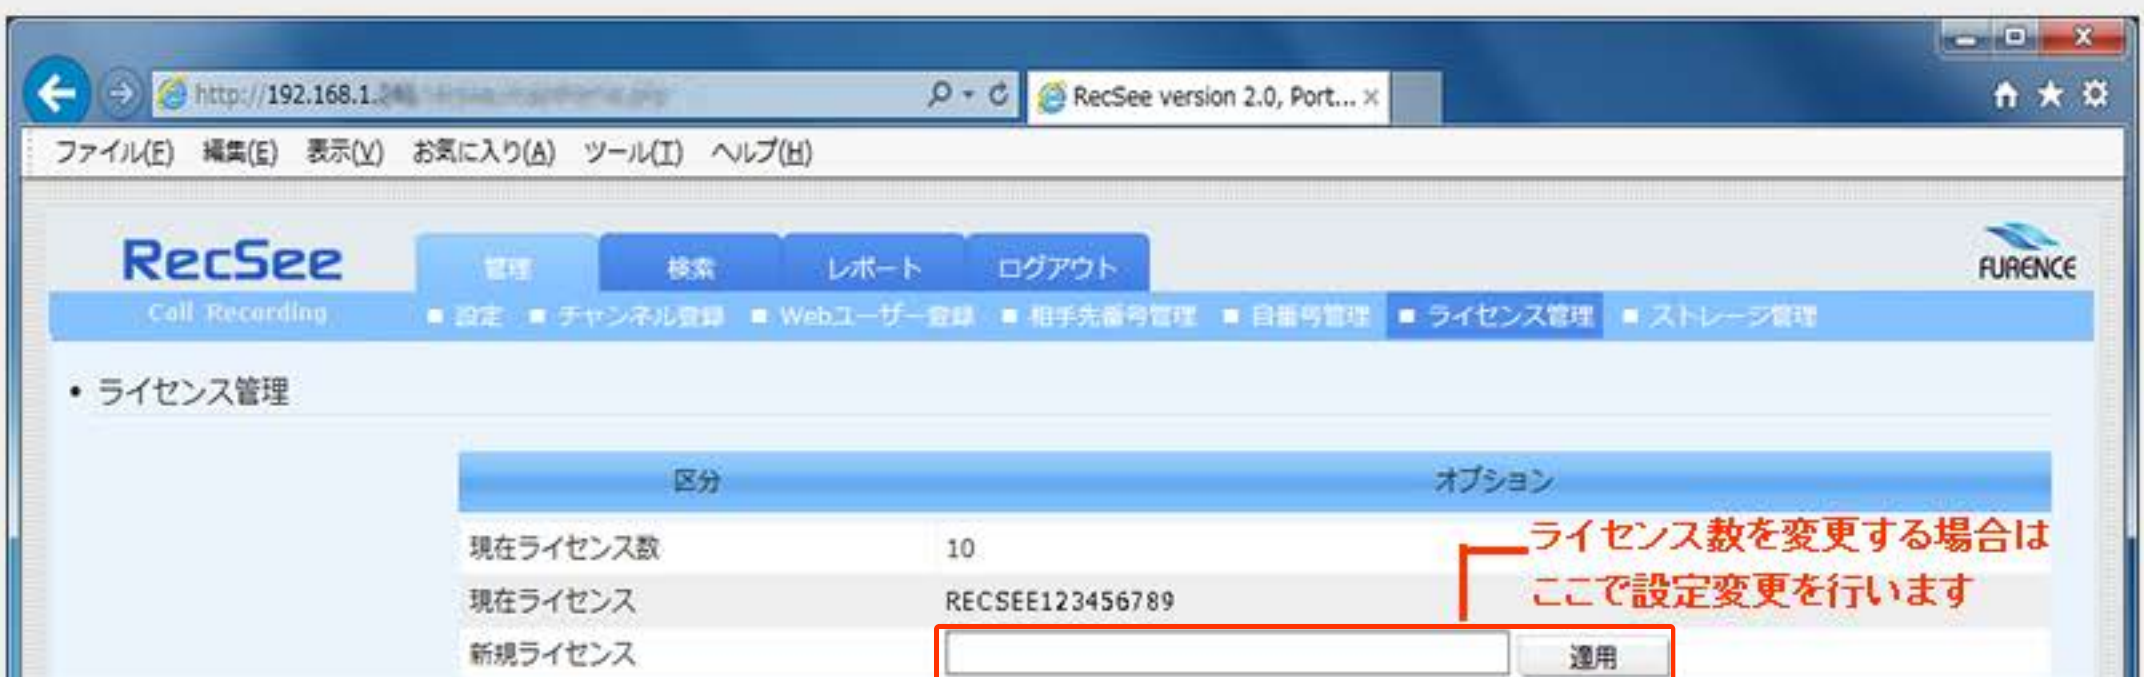 http://192.168.1.
RecSee version 2.0, Port...
ファイル(F) 編集(E) 表示(V) お気に入り(A) ツール(T) ヘルプ(H)
RecSee
管理 検索 レポート ログアウト
FURENCE
Call Recording
設定 チャンネル登録 Webユーザー登録 相手先番号管理 自番号管理 ライセンス管理 ストレージ管理
• ライセンス管理
区分 オプション
現在ライセンス数 10
ライセンス数を変更する場合は
ここで設定変更を行います
現在ライセンス RECSEE123456789
新規ライセンス 適用